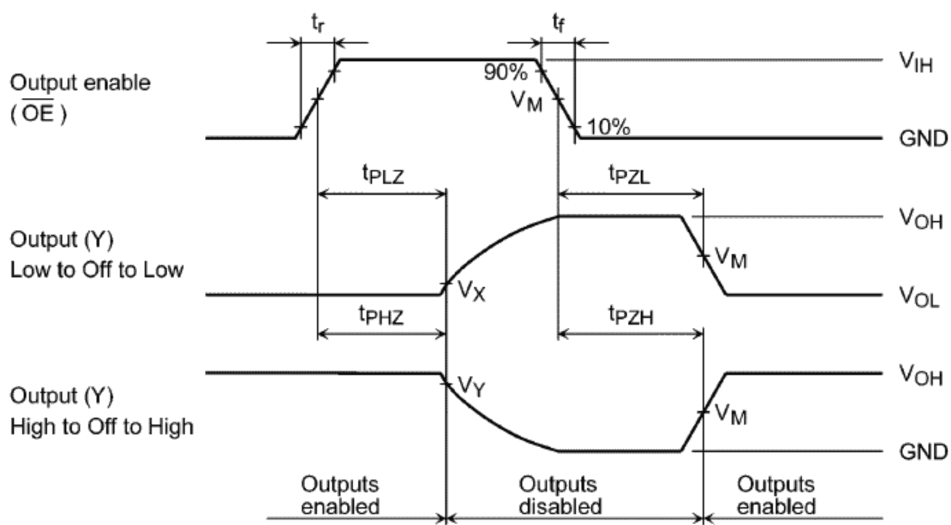 tr
tf
Output enable
(OE)
90%
VM
10%
VIH
GND
tPLZ
tPZL
Output (Y)
Low to Off to Low
VX
VOH
VM
VOL
tPHZ
tPZH
Output (Y)
High to Off to High
VY
VOH
VM
GND
Outputs enabled
Outputs disabled
Outputs enabled